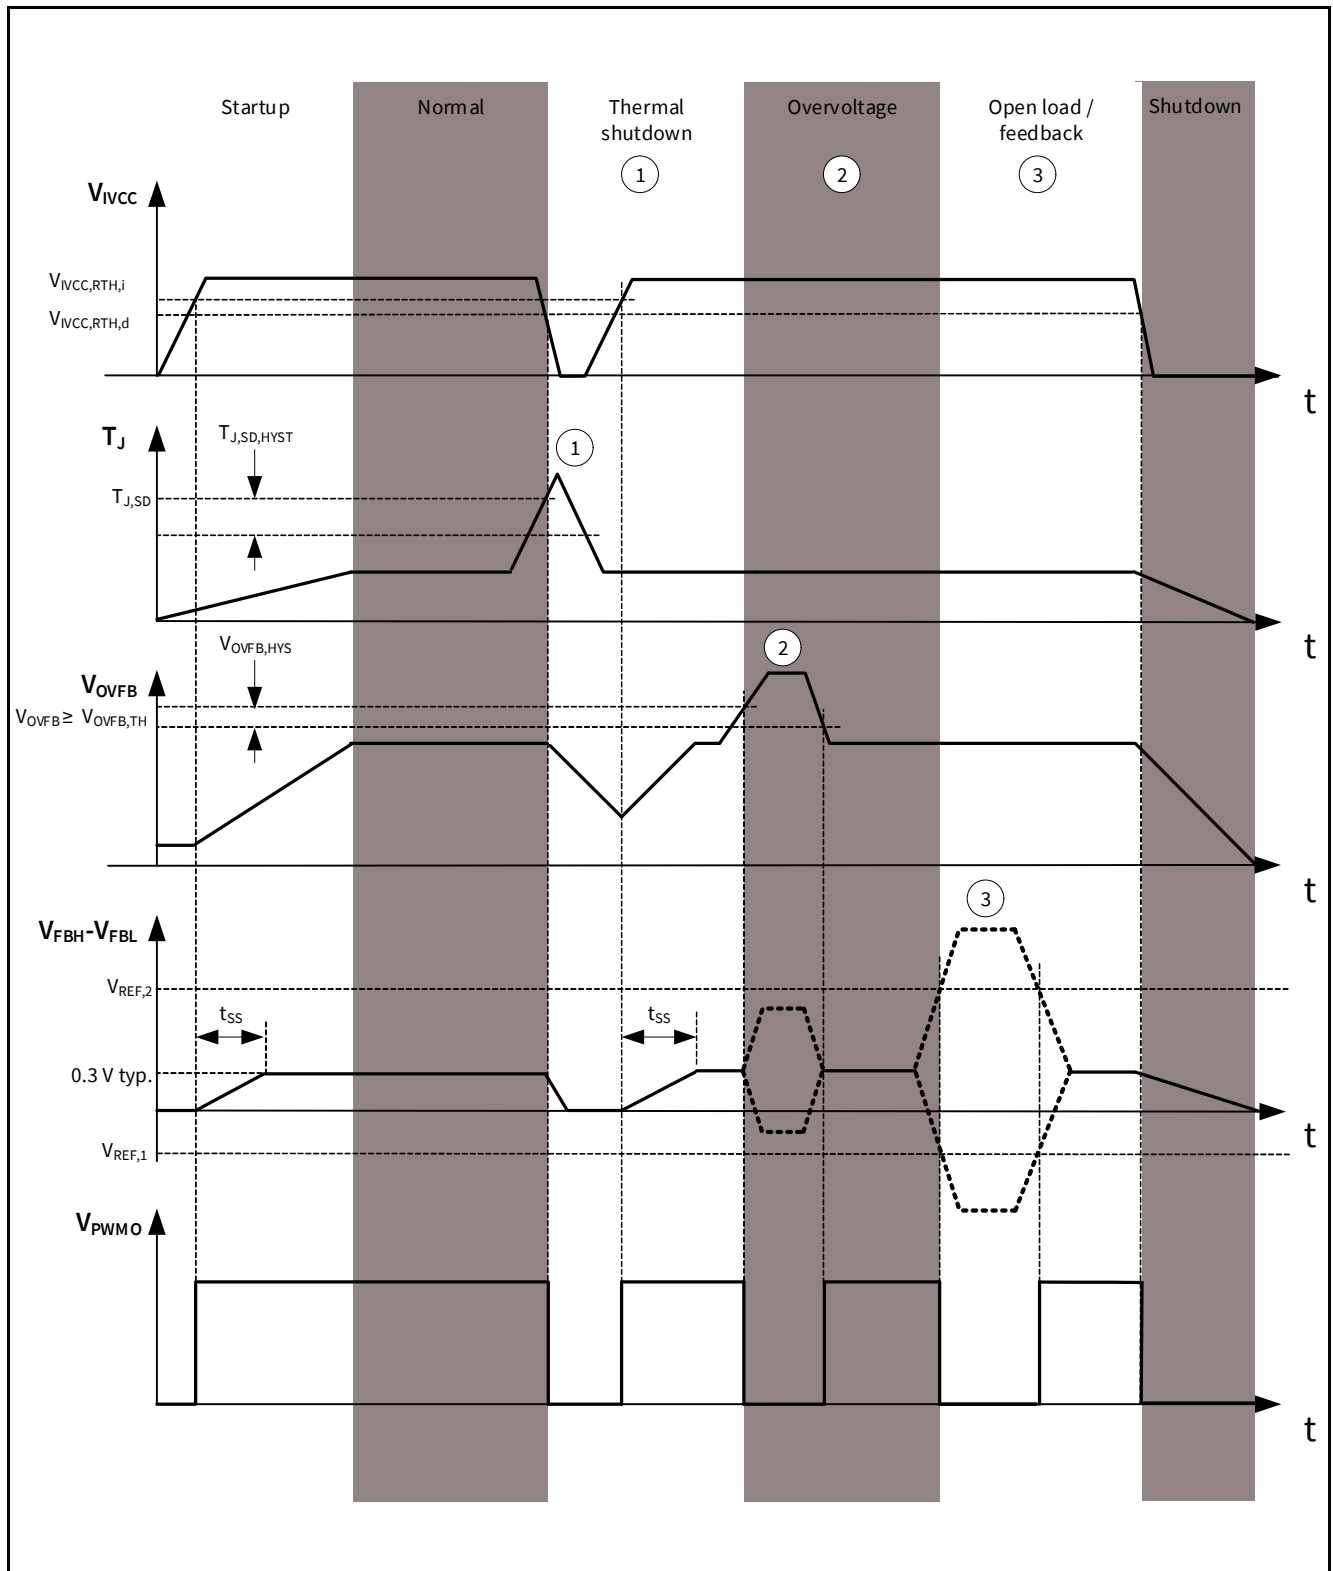 Startup
Normal
Thermal
shutdown
1
Overvoltage
2
Open load /
feedback
3
Shutdown
VIVCC
VIVCC,RTH,i
VIVCC,RTH,d
t
TJ
TJ,SD,HYST
1
TJ,SD
t
VOVFB,HYS
2
VOVFB
VOVFB ≥ VOVFB,TH
t
3
VFBH-VFBL
VREF,2
tSS
tSS
0.3 V typ.
VREF,1
t
VPWMO
t